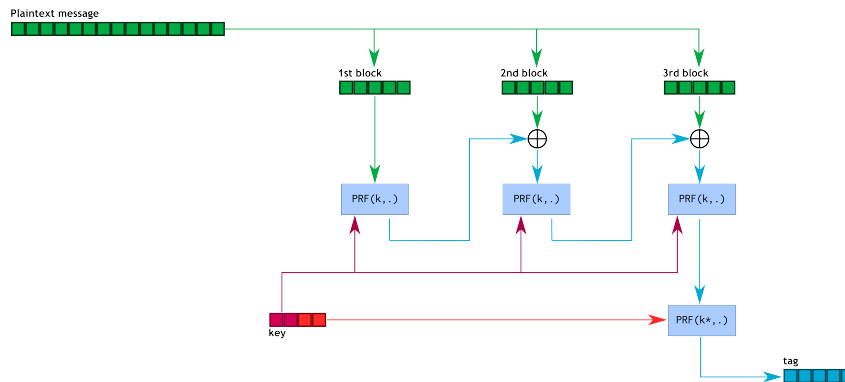 Plaintext message
1st block
2nd block
3rd block
PRF(k,.)
PRF(k,.)
PRF(k,.)
key
PRF(k*,.)
tag